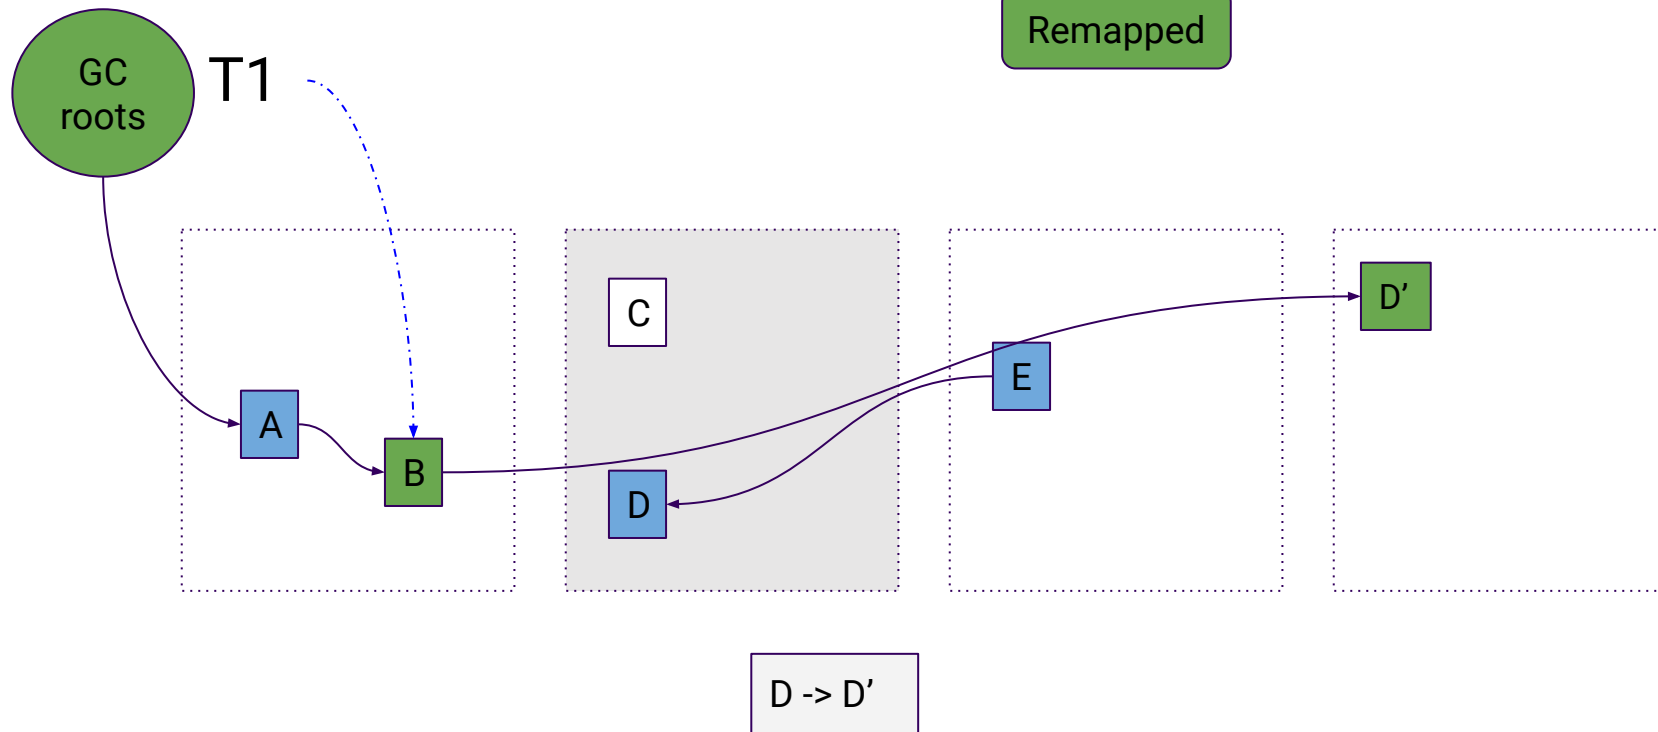 Remapped
GC
roots
T1
C
D’
E
A
B
D
D -> D’